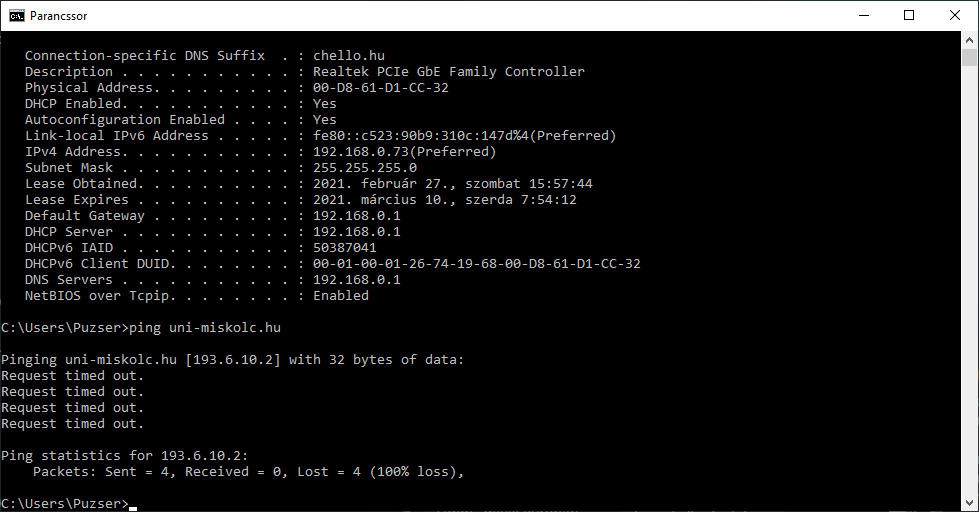 Parancssor
Connection-specific DNS Suffix  . : chello.hu
Description . . . . . . . . . . . : Realtek PCIe GbE Family Controller
Physical Address. . . . . . . . . : 00-D8-61-D1-CC-32
DHCP Enabled. . . . . . . . . . . : Yes
Autoconfiguration Enabled . . . . : Yes
Link-local IPv6 Address . . . . . : fe80::c523:90b9:310c:147d%4(Preferred)
IPv4 Address. . . . . . . . . . . : 192.168.0.73(Preferred)
Subnet Mask . . . . . . . . . . . : 255.255.255.0
Lease Obtained. . . . . . . . . . : 2021. február 27., szombat 15:57:44
Lease Expires . . . . . . . . . . : 2021. március 10., szerda 7:54:12
Default Gateway . . . . . . . . . : 192.168.0.1
DHCP Server . . . . . . . . . . . : 192.168.0.1
DHCPv6 IAID . . . . . . . . . . . : 50387041
DHCPv6 Client DUID. . . . . . . . : 00-01-00-01-26-74-19-68-00-D8-61-D1-CC-32
DNS Servers . . . . . . . . . . . : 192.168.0.1
NetBIOS over Tcpip. . . . . . . . : Enabled
C:\Users\Puzser>ping uni-miskolc.hu
Pinging uni-miskolc.hu [193.6.10.2] with 32 bytes of data:
Request timed out.
Request timed out.
Request timed out.
Request timed out.
Ping statistics for 193.6.10.2:
    Packets: Sent = 4, Received = 0, Lost = 4 (100% loss),
C:\Users\Puzser>